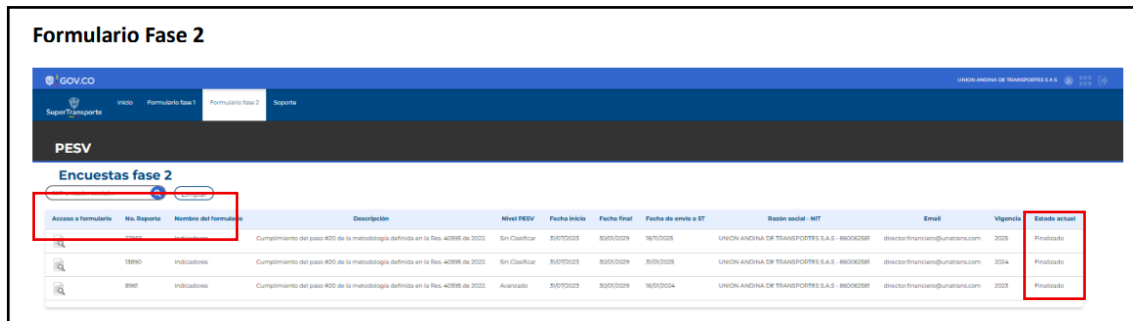 Formulario Fase 2
GOV.CO
UNION ANDINA DE TRANSPORTES S A S
SuperTransporte
Inicio Formulario fase 1 Formulario fase 2 Soporte
PESV
Encuestas fase 2
Acceso a formulario No. Reporte Nombre del formulario Descripción Nivel PESV Fecha inicio Fecha final Fecha de envío a ST Razón social - NIT Email Vigencia Estado actual
Indicadores Cumplimiento del paso #20 de la metodología definida en la Res. 40595 de 2022. Sin Clasificar 31/07/2023 30/01/2029 18/11/2025 UNION ANDINA DE TRANSPORTES S.A.S - 860062581 director.financiero@unatrans.com 2025 Finalizado
13890 Indicadores Cumplimiento del paso #20 de la metodología definida en la Res. 40595 de 2022. Sin Clasificar 31/07/2023 30/01/2029 31/01/2025 UNION ANDINA DE TRANSPORTES S.A.S - 860062581 director.financiero@unatrans.com 2024 Finalizado
8961 Indicadores Cumplimiento del paso #20 de la metodología definida en la Res. 40595 de 2022. Avanzado 31/07/2023 30/01/2029 16/01/2024 UNION ANDINA DE TRANSPORTES S.A.S - 860062581 director.financiero@unatrans.com 2023 Finalizado